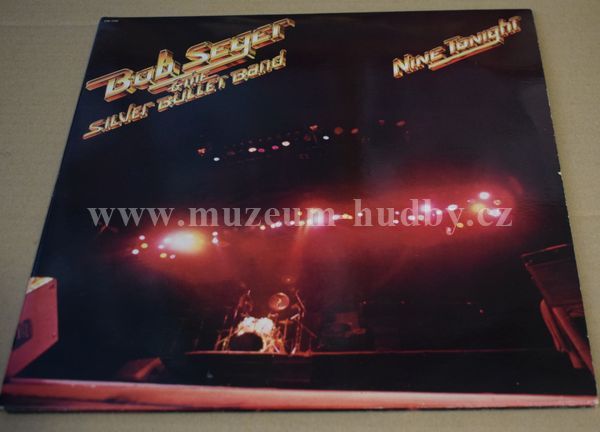 Bob Seger
& The
Silver Bullet Band
Nine Tonight
www.muzeum-hudby.cz